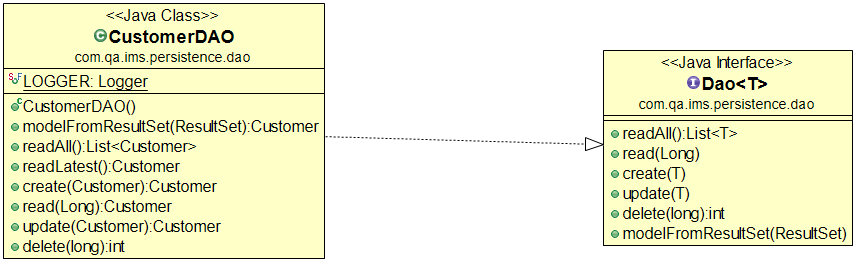 <<Java Class>>
CustomerDAO
com.qa.ims.persistence.dao
LOGGER: Logger
CustomerDAO()
modelFromResultSet(ResultSet):Customer
readAll():List<Customer>
readLatest():Customer
create(Customer):Customer
read(Long):Customer
update(Customer):Customer
delete(long):int
<<Java Interface>>
Dao<T>
com.qa.ims.persistence.dao
readAll():List<T>
read(Long)
create(T)
update(T)
delete(long):int
modelFromResultSet(ResultSet)